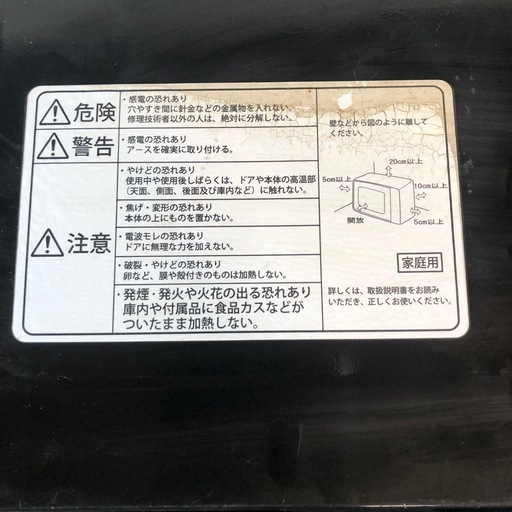 危険
・感電の恐れあり
穴やすき間に針金などの金属物を入れない。
修理技術者以外の人は、絶対に分解しない。
警告
・感電の恐れあり
アースを確実に取り付ける。
注意
・やけどの恐れあり
使用中や使用後しばらくは、ドアや本体の高温部
(天面、側面、後面及び庫内など)に触れない。
・焦げ・変形の恐れあり
本体の上にものを置かない。
・電波モレの恐れあり
ドアに無理な力を加えない。
・破裂・やけどの恐れあり
卵など、膜や殻付きのものは加熱しない。
・発煙・発火や火花の出る恐れあり
庫内や付属品に食品カスなどが
ついたまま加熱しない。
壁などから図のように離して
ください。
20cm以上
5cm以上
10cm以上
5cm以上
開放
家庭用
詳しくは、取扱説明書をお読み
いただき、正しくお使いください。